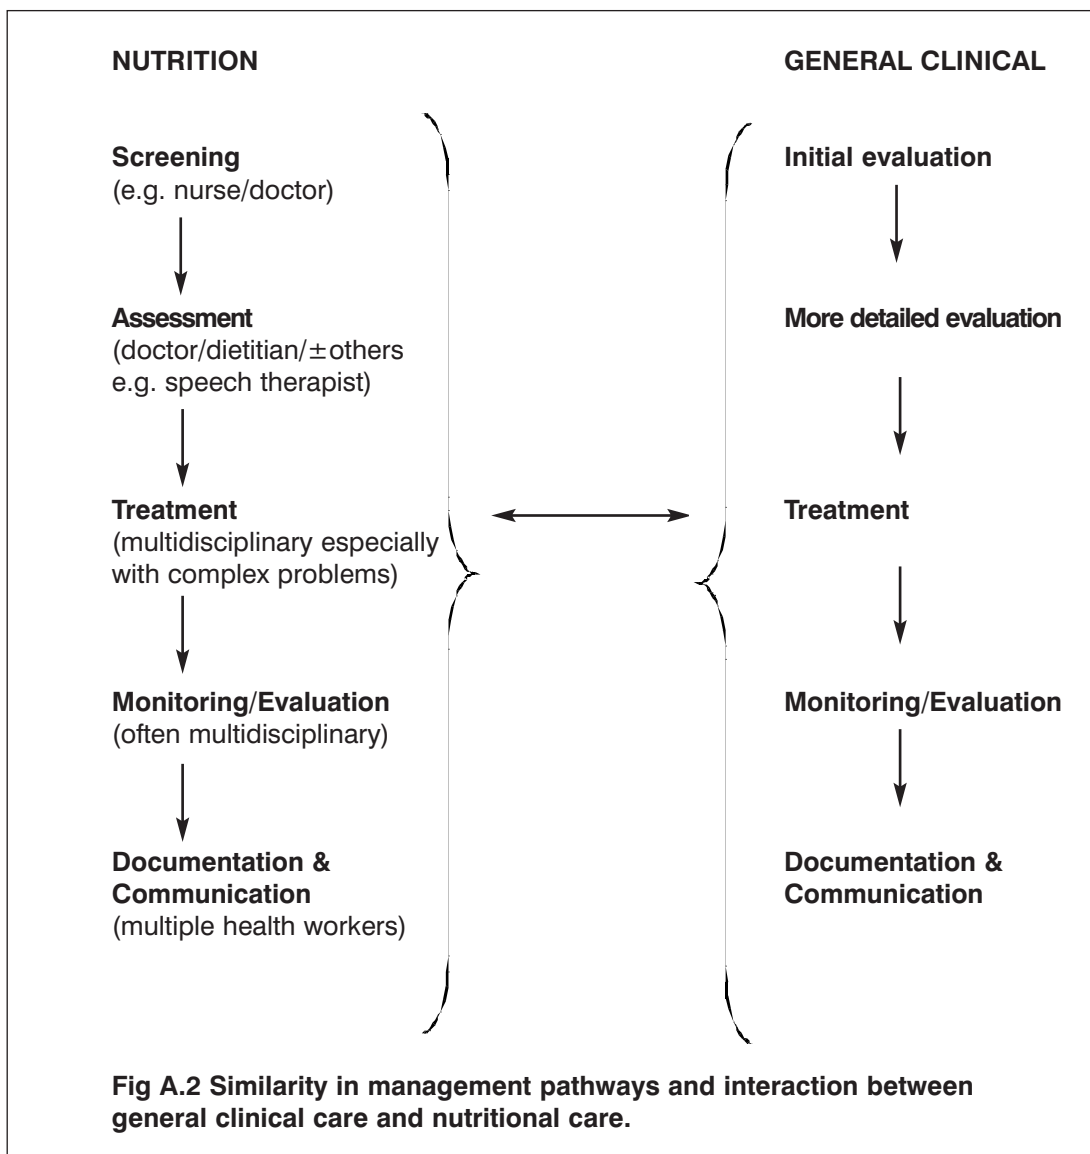 NUTRITION
Screening
(e.g. nurse/doctor)
Assessment
(doctor/dietitian/±others
e.g. speech therapist)
Treatment
(multidisciplinary especially
with complex problems)
Monitoring/Evaluation
(often multidisciplinary)
Documentation &
Communication
(multiple health workers)
GENERAL CLINICAL
Initial evaluation
More detailed evaluation
Treatment
Monitoring/Evaluation
Documentation &
Communication
Fig A.2 Similarity in management pathways and interaction between
general clinical care and nutritional care.